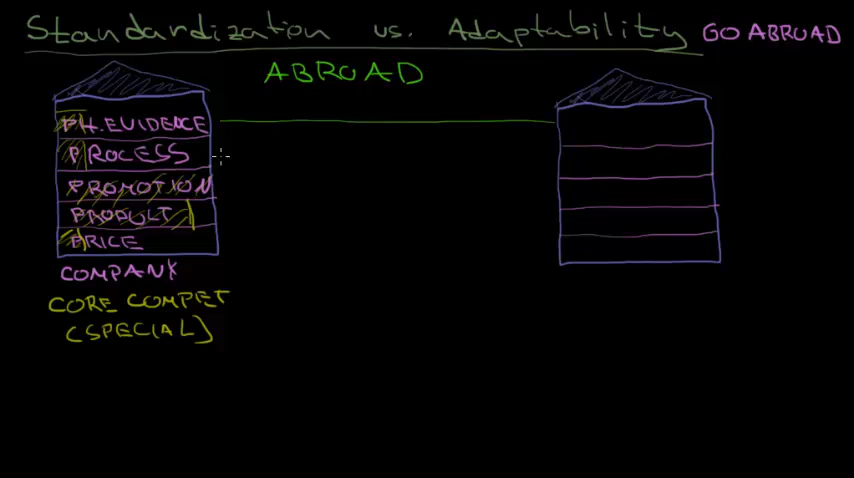 Standardization vs. Adaptability
GO ABROAD
ABROAD
PH. EVIDENCE
PROCESS
PROMOTION
PRODUCT
PRICE
COMPANY
CORE COMPET
(SPECIAL)